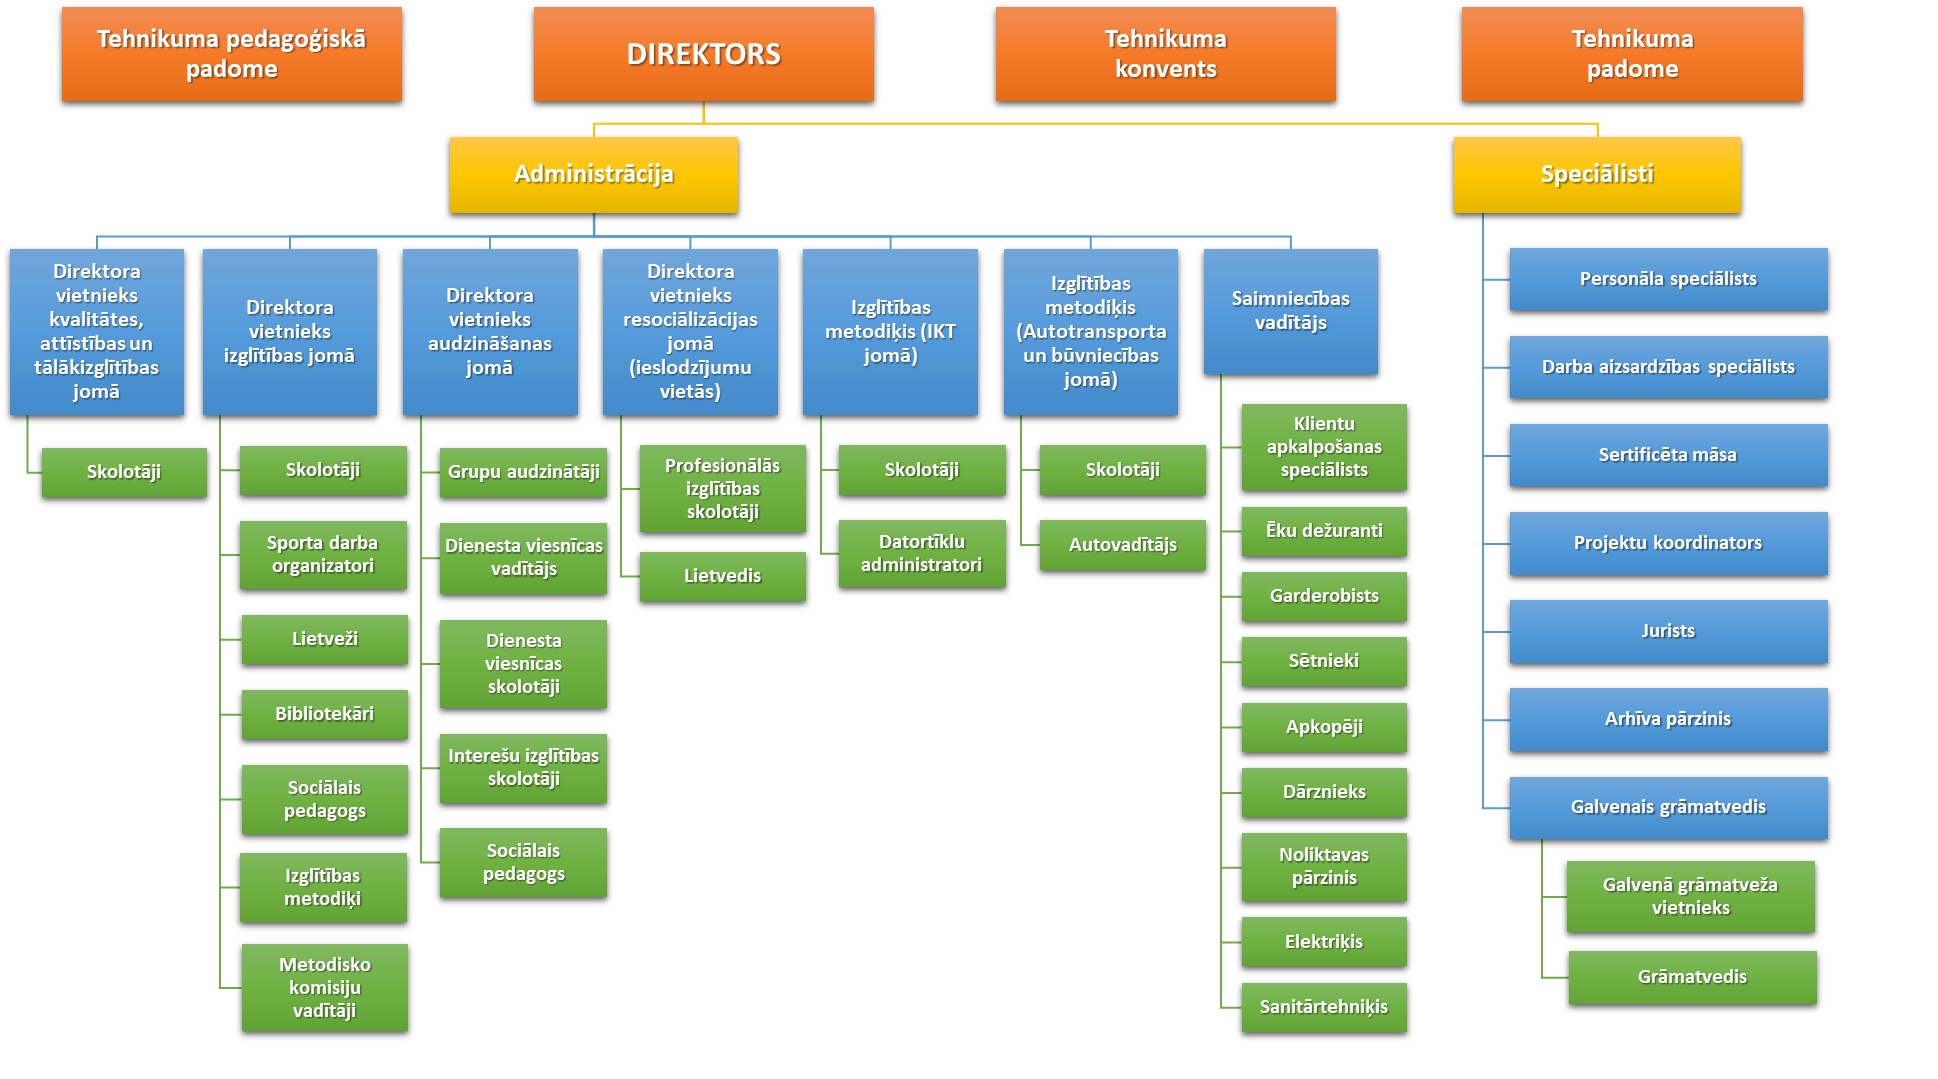 Tehnikuma pedagoģiskā
padome
DIREKTORS
Tehnikuma
konvents
Tehnikuma
padome
Administrācija
Speciālisti
Direktora
vietnieks
kvalitātes,
attīstības un
tālākizglītības
jomā
Skolotāji
Direktora
vietnieks
izglītības jomā
Skolotāji
Sporta darba
organizatori
Lietveži
Bibliotekāri
Sociālais
pedagogs
Izglītības
metodiķi
Metodisko
komisiju
vadītāji
Direktora
vietnieks
audzināšanas
jomā
Grupu audzinātāji
Dienesta viesnīcas
vadītājs
Dienesta
viesnīcas
skolotāji
Interešu izglītības
skolotāji
Sociālais
pedagogs
Direktora
vietnieks
resociālizācijas
jomā
(ieslodzījumu
vietās)
Profesionālās
izglītības
skolotāji
Lietvedis
Izglītības
metodiķis (IKT
jomā)
Skolotāji
Datortīklu
administratori
Izglītības
metodiķis
(Autotransporta
un būvniecības
jomā)
Skolotāji
Autovadītājs
Saimniecības
vadītājs
Klientu
apkalpošanas
speciālists
Ēku dežuranti
Garderobists
Sētnieki
Apkopēji
Dārznieks
Noliktavas
pārzinis
Elektriķis
Sanitārtehniķis
Personāla speciālists
Darba aizsardzības speciālists
Sertificēta māsa
Projektu koordinators
Jurists
Arhīva pārzinis
Galvenais grāmatvedis
Galvenā grāmatveža
vietnieks
Grāmatvedis